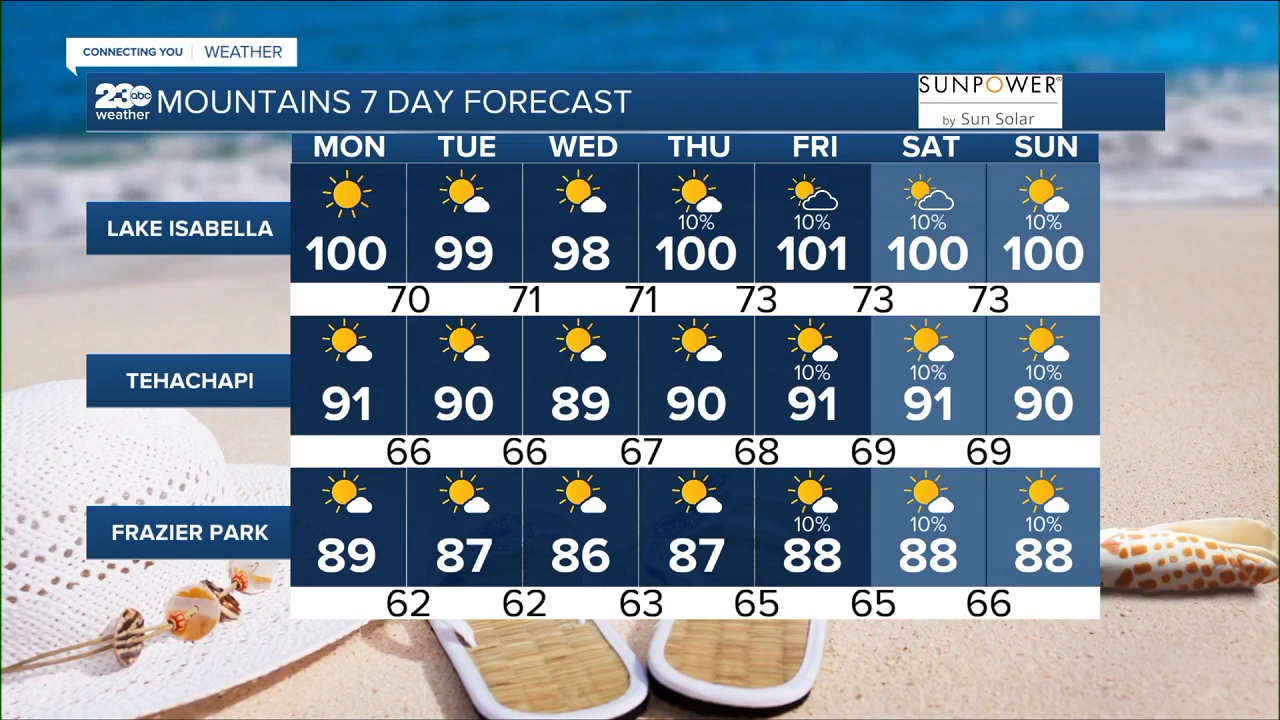 CONNECTING YOU | WEATHER
23 abc
weather
MOUNTAINS 7 DAY FORECAST
SUNPOWER®
by Sun Solar
MON TUE WED THU FRI SAT SUN
LAKE ISABELLA
10% 10% 10% 10%
100 99 98 100 101 100 100
70 71 71 73 73 73
TEHACHAPI
10% 10% 10%
91 90 89 90 91 91 90
66 66 67 68 69 69
FRAZIER PARK
10% 10% 10%
89 87 86 87 88 88 88
62 62 63 65 65 66